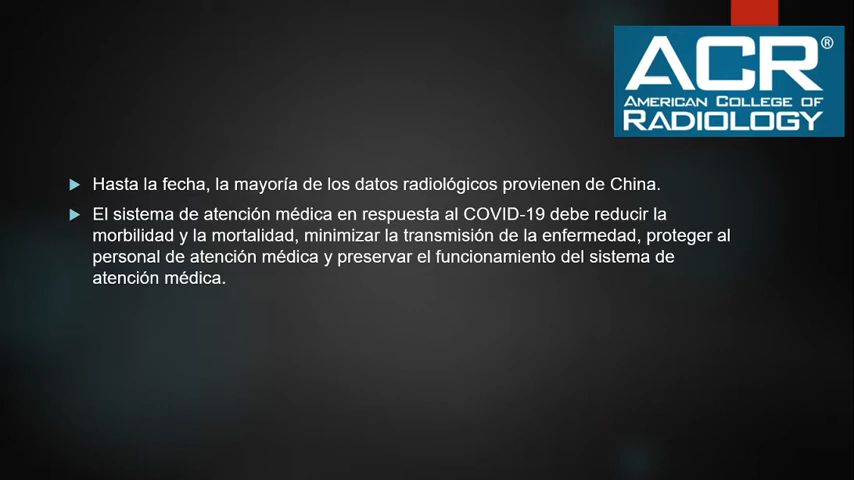 ACR®
AMERICAN COLLEGE OF
RADIOLOGY
Hasta la fecha, la mayoría de los datos radiológicos provienen de China.
El sistema de atención médica en respuesta al COVID-19 debe reducir la
morbilidad y la mortalidad, minimizar la transmisión de la enfermedad, proteger al
personal de atención médica y preservar el funcionamiento del sistema de
atención médica.